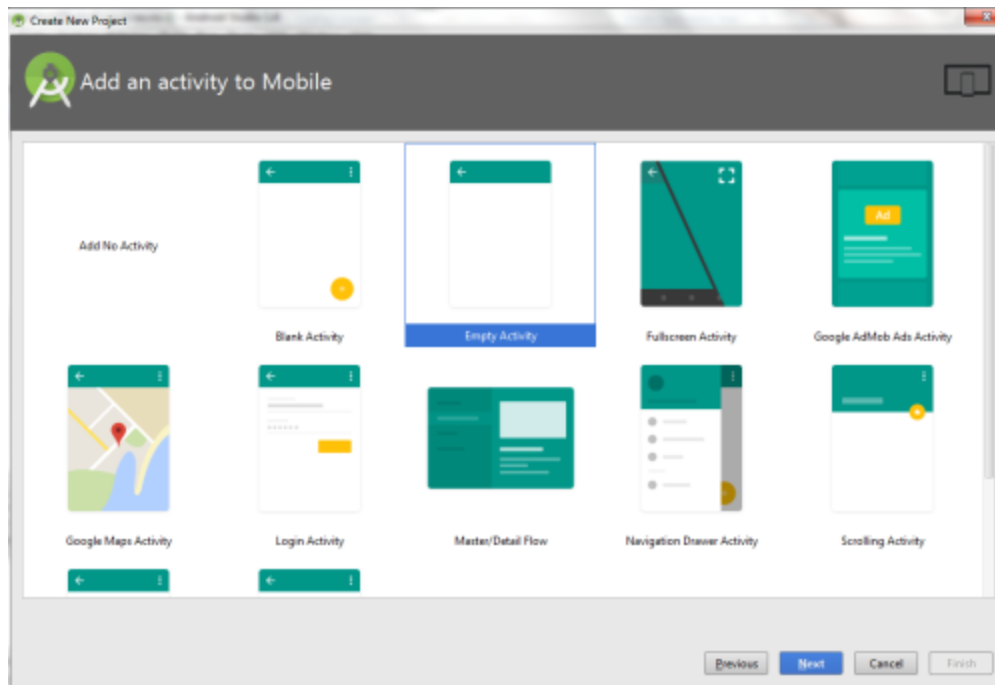 Create New Project
Add an activity to Mobile
Add No Activity
Blank Activity
Empty Activity
Fullscreen Activity
Ad
Google AdMob Ads Activity
Google Maps Activity
Login Activity
Master/Detail Flow
Navigation Drawer Activity
Scrolling Activity
Previous
Next
Cancel
Finish